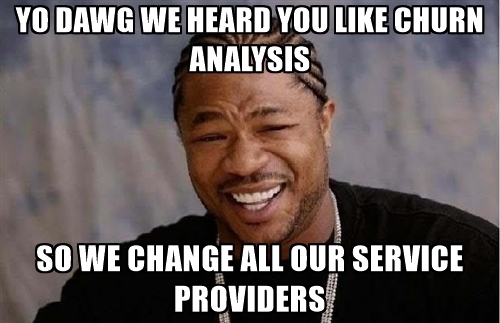 YO DAWG WE HEARD YOU LIKE CHURN
ANALYSIS
SO WE CHANGE ALL OUR SERVICE
PROVIDERS